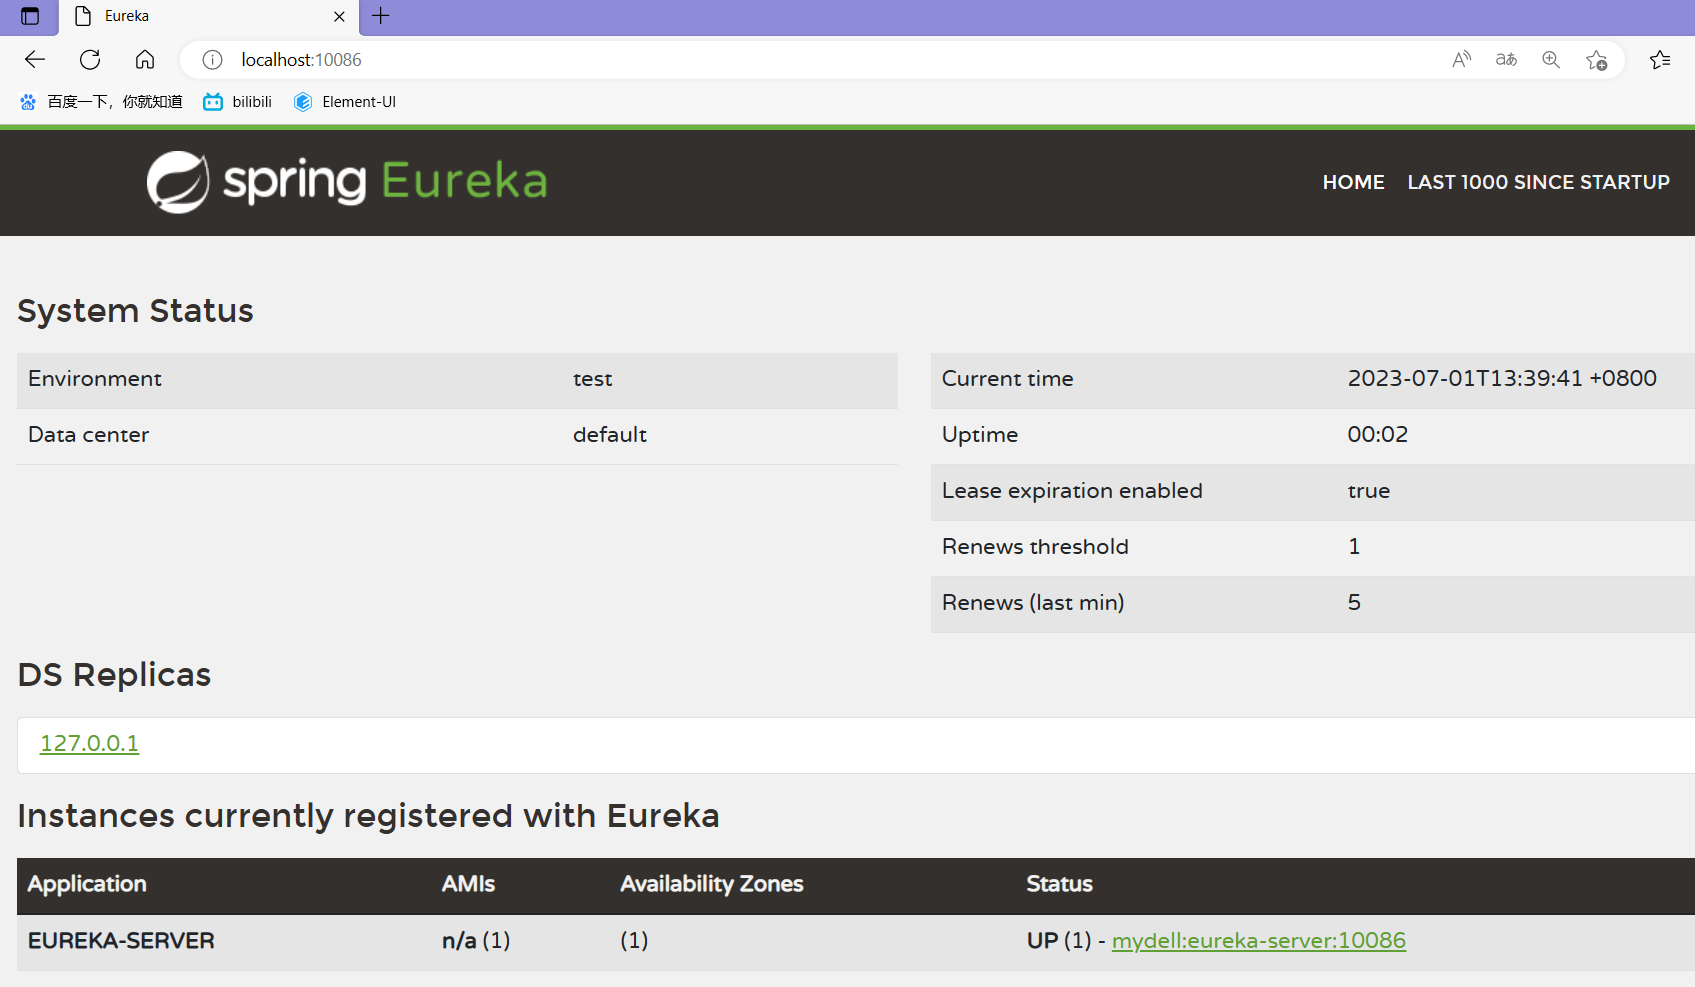 Eureka
localhost:10086
百度一下，你就知道 bilibili Element-UI
spring Eureka HOME LAST 1000 SINCE STARTUP
System Status
Environment test
Data center default
Current time 2023-07-01T13:39:41 +0800
Uptime 00:02
Lease expiration enabled true
Renews threshold 1
Renews (last min) 5
DS Replicas
127.0.0.1
Instances currently registered with Eureka
Application AMIs Availability Zones Status
EUREKA-SERVER n/a (1) (1) UP (1) - mydell:eureka-server:10086